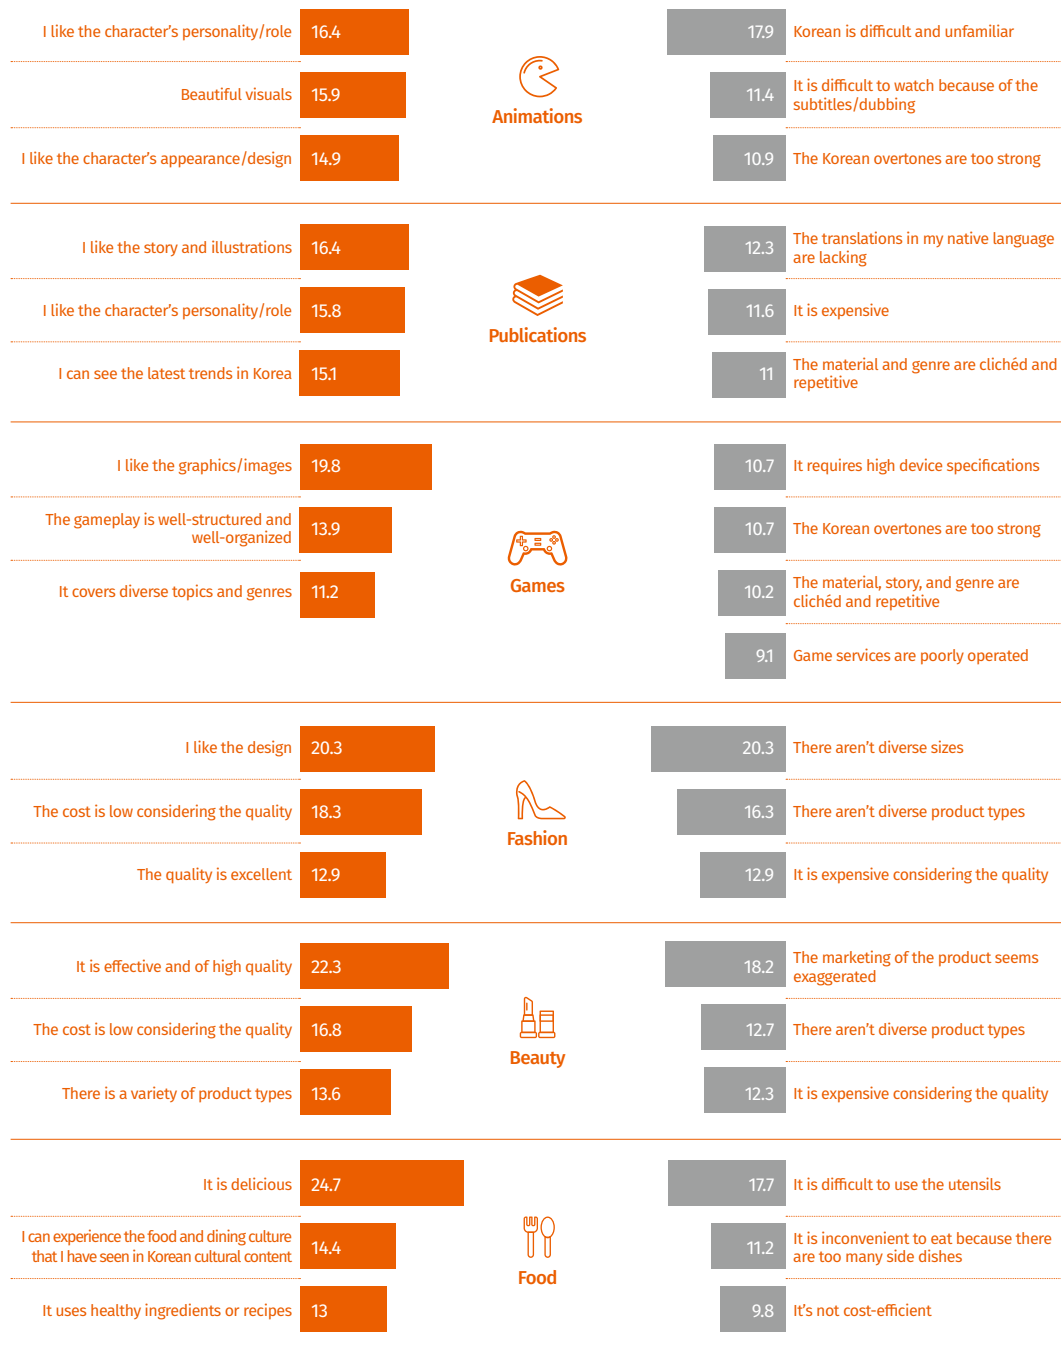 I like the character's personality/role 16.4
Beautiful visuals 15.9
I like the character's appearance/design 14.9
Animations
17.9 Korean is difficult and unfamiliar
11.4 It is difficult to watch because of the
subtitles/dubbing
10.9 The Korean overtones are too strong
I like the story and illustrations 16.4
I like the character's personality/role 15.8
I can see the latest trends in Korea 15.1
Publications
12.3 The translations in my native language
are lacking
11.6 It is expensive
11 The material and genre are clichéd and
repetitive
I like the graphics/images 19.8
The gameplay is well-structured and
well-organized 13.9
It covers diverse topics and genres 11.2
Games
10.7 It requires high device specifications
10.7 The Korean overtones are too strong
10.2 The material, story, and genre are
clichéd and repetitive
9.1 Game services are poorly operated
I like the design 20.3
The cost is low considering the quality 18.3
The quality is excellent 12.9
Fashion
20.3 There aren't diverse sizes
16.3 There aren't diverse product types
12.9 It is expensive considering the quality
It is effective and of high quality 22.3
The cost is low considering the quality 16.8
There is a variety of product types 13.6
Beauty
18.2 The marketing of the product seems
exaggerated
12.7 There aren't diverse product types
12.3 It is expensive considering the quality
It is delicious 24.7
I can experience the food and dining culture
that I have seen in Korean cultural content 14.4
It uses healthy ingredients or recipes 13
Food
17.7 It is difficult to use the utensils
11.2 It is inconvenient to eat because there
are too many side dishes
9.8 It's not cost-efficient